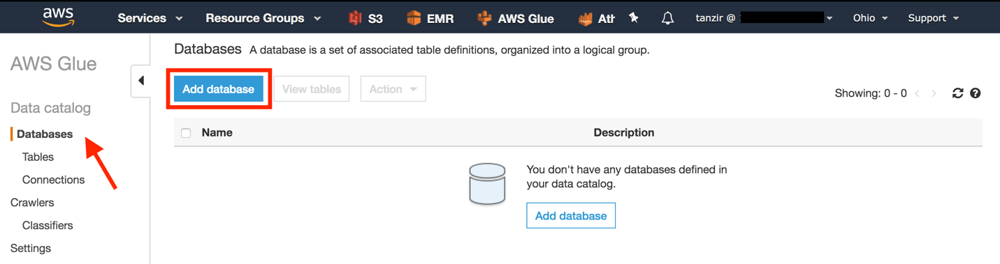 aws Services Resource Groups S3 EMR AWS Glue Ath tanzir @ Ohio Support
AWS Glue
Data catalog
Databases
Tables
Connections
Crawlers
Classifiers
Settings
Databases A database is a set of associated table definitions, organized into a logical group.
Add database View tables Action
Showing: 0 - 0
Name Description
You don't have any databases defined in
your data catalog.
Add database